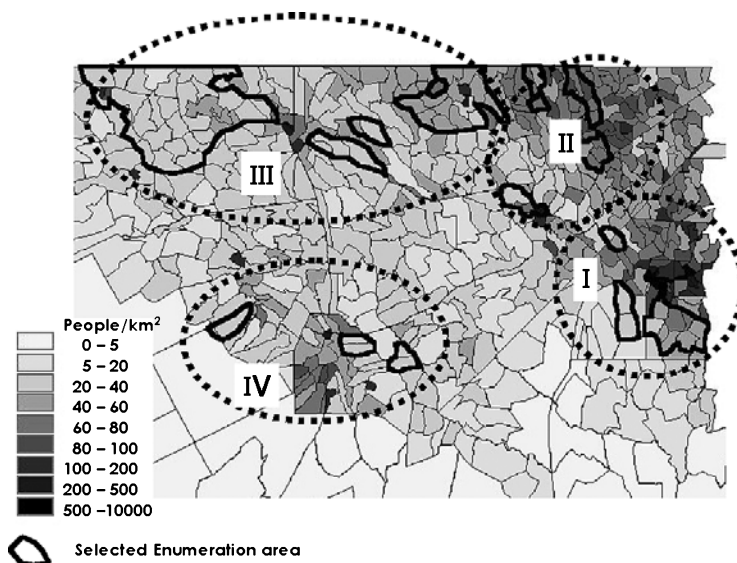 II
III
I
IV
People/km²
0 – 5
5 – 20
20 – 40
40 – 60
60 – 80
80 – 100
100 – 200
200 – 500
500 –10000
Selected Enumeration area